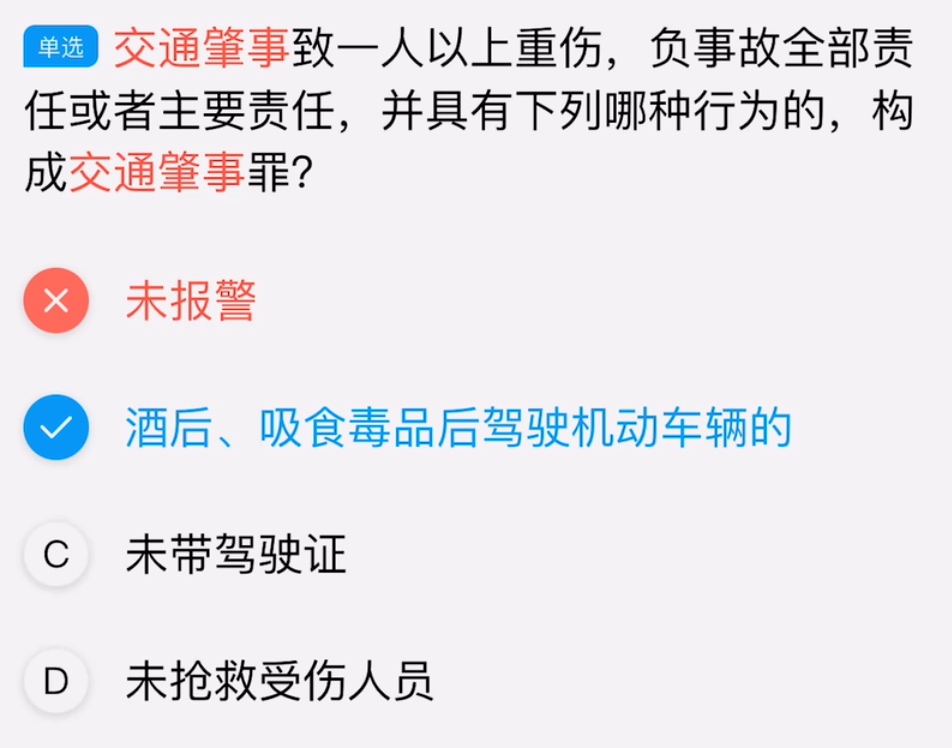 单选 交通肇事致一人以上重伤，负事故全部责
任或者主要责任，并具有下列哪种行为的，构
成交通肇事罪？
未报警
酒后、吸食毒品后驾驶机动车辆的
C 未带驾驶证
D 未抢救受伤人员